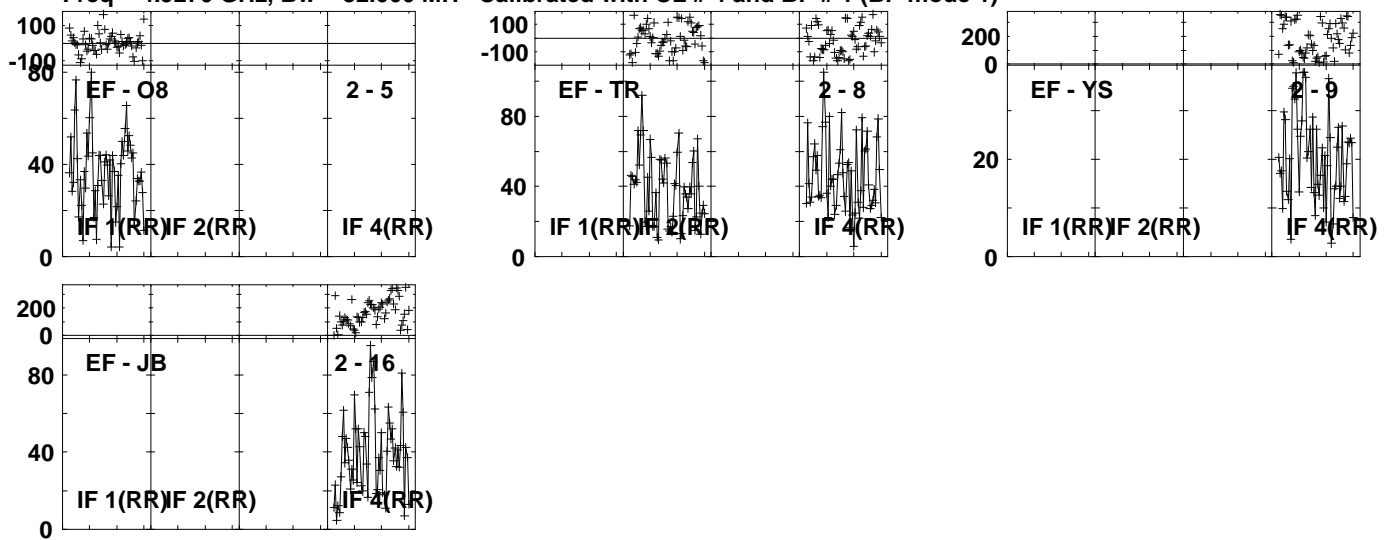 100
-100
80
EF - O8
2 - 5
40
0
IF 1(RR)
IF 2(RR)
IF 4(RR)
100
-100
EF - TR
2 - 8
80
40
0
IF 1(RR)
IF 2(RR)
IF 4(RR)
200
0
EF - YS
2 - 9
20
0
IF 1(RR)
IF 2(RR)
IF 4(RR)
200
0
EF - JB
2 - 16
80
40
0
IF 1(RR)
IF 2(RR)
IF 4(RR)